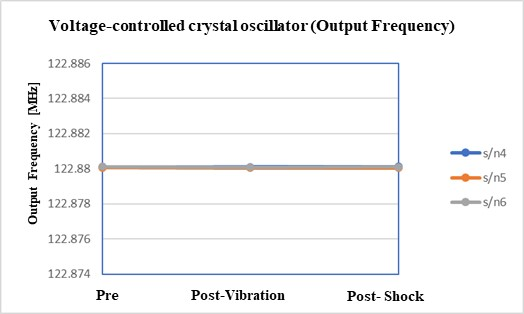 Voltage-controlled crystal oscillator (Output Frequency)
Output Frequency [MHz]
122.886
122.884
122.882
122.88
122.878
122.876
122.874
Pre
Post-Vibration
Post- Shock
s/n4
s/n5
s/n6